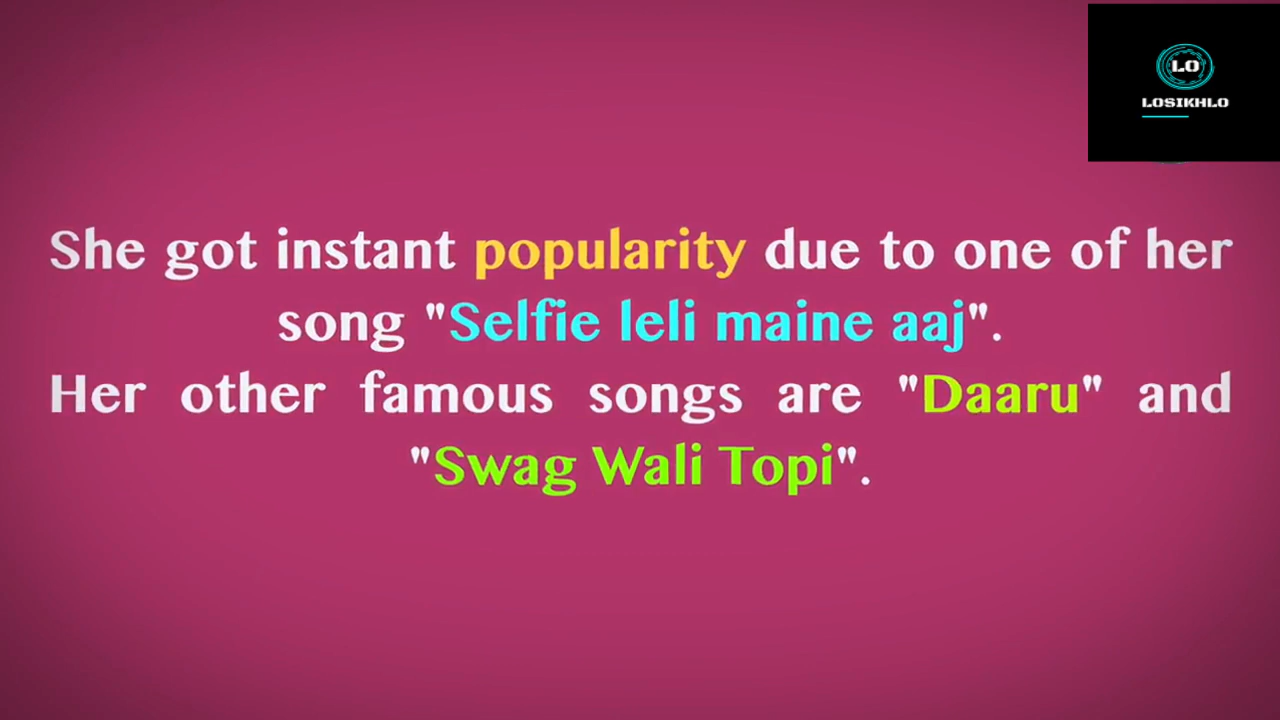 LO
LOSIKHLO
She got instant popularity due to one of her
song "Selfie leli maine aaj".
Her other famous songs are "Daaru" and
"Swag Wali Topi".